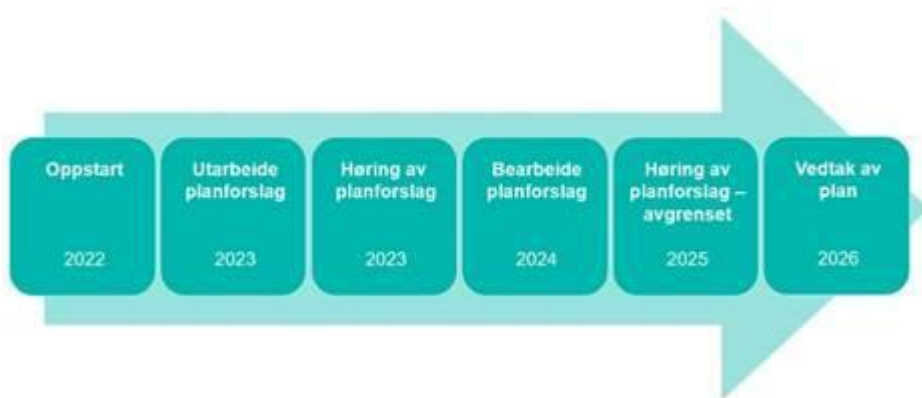 Oppstart
2022
Utarbeide
planforslag
2023
Høring av
planforslag
2023
Bearbeide
planforslag
2024
Høring av
planforslag –
avgrenset
2025
Vedtak av
plan
2026